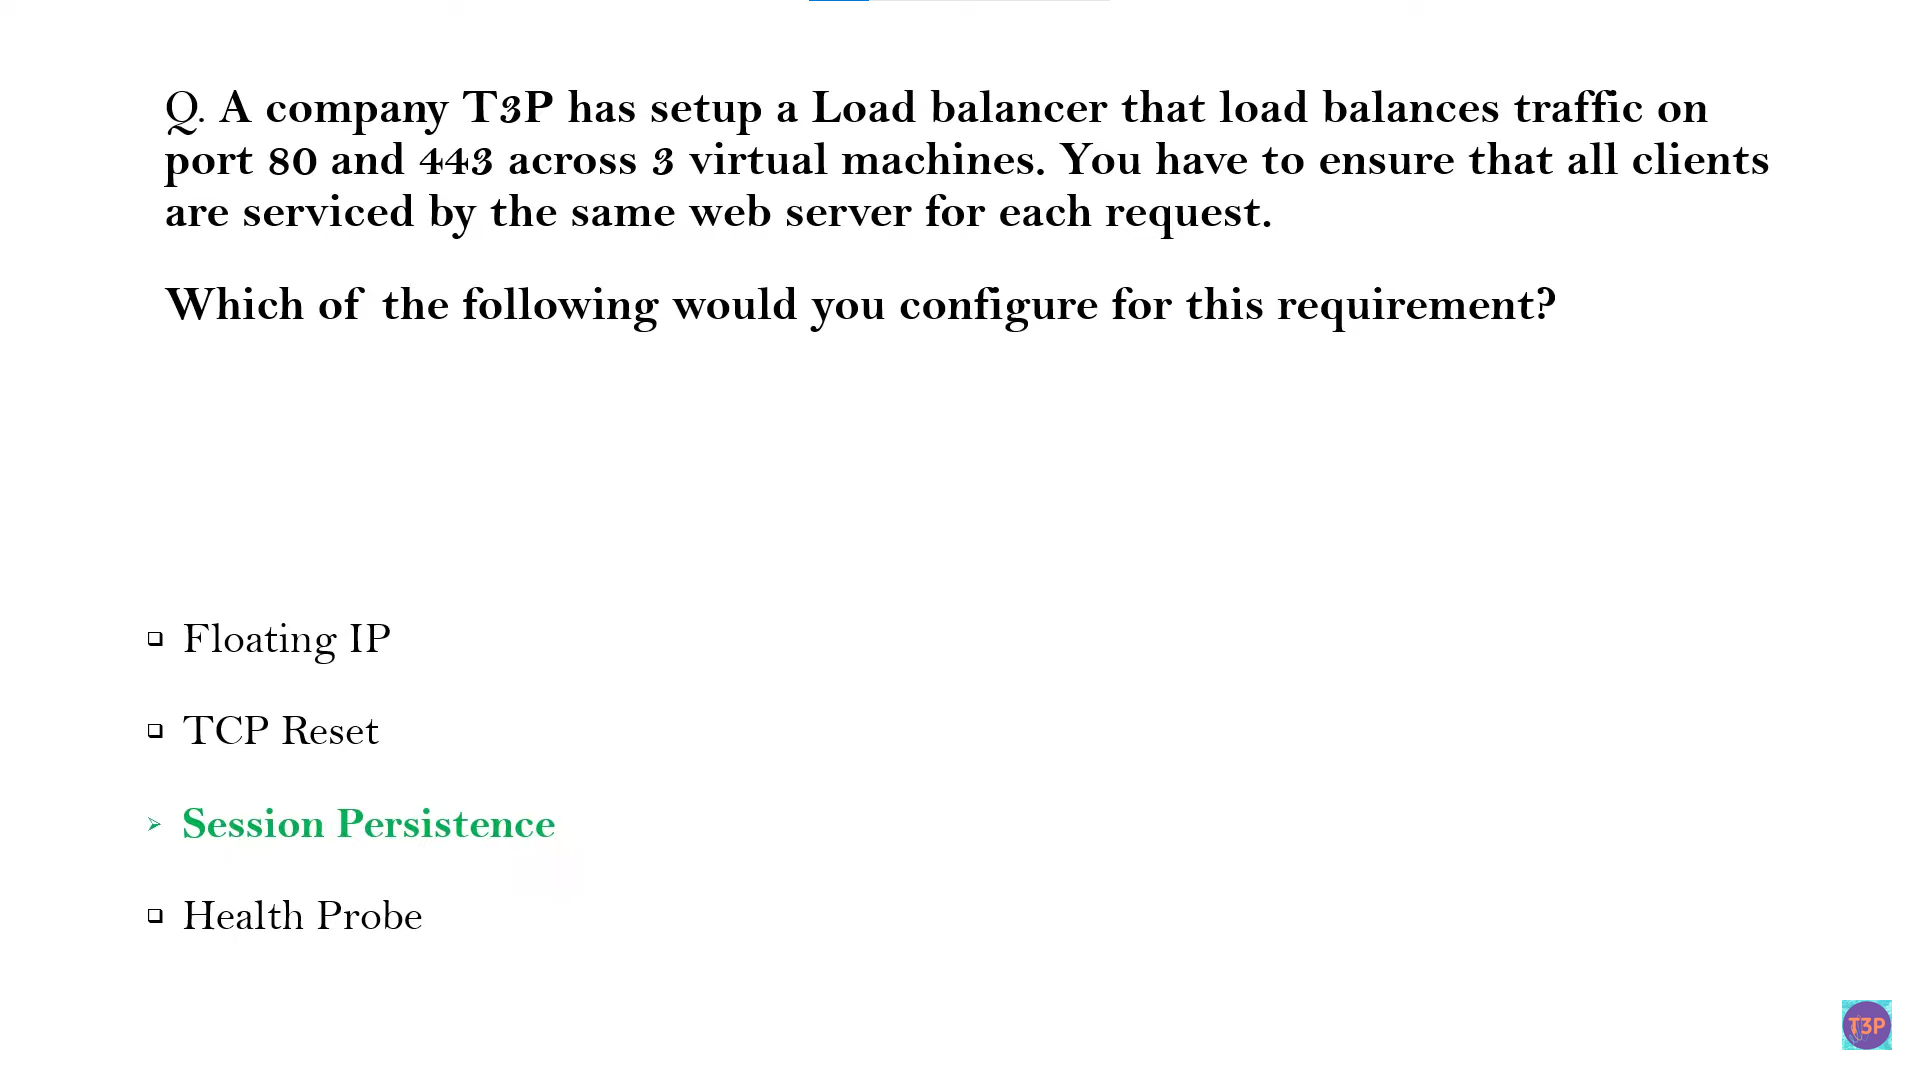 Q. A company T3P has setup a Load balancer that load balances traffic on
port 80 and 443 across 3 virtual machines. You have to ensure that all clients
are serviced by the same web server for each request.
Which of the following would you configure for this requirement?
Floating IP
TCP Reset
Session Persistence
Health Probe
T3P